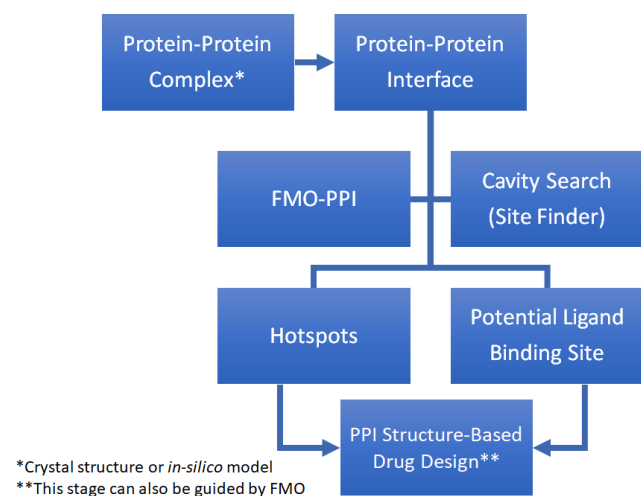 Protein-Protein
Complex*
Protein-Protein
Interface
FMO-PPI
Cavity Search
(Site Finder)
Hotspots
Potential Ligand
Binding Site
PPI Structure-Based
Drug Design**
*Crystal structure or in-silico model
**This stage can also be guided by FMO